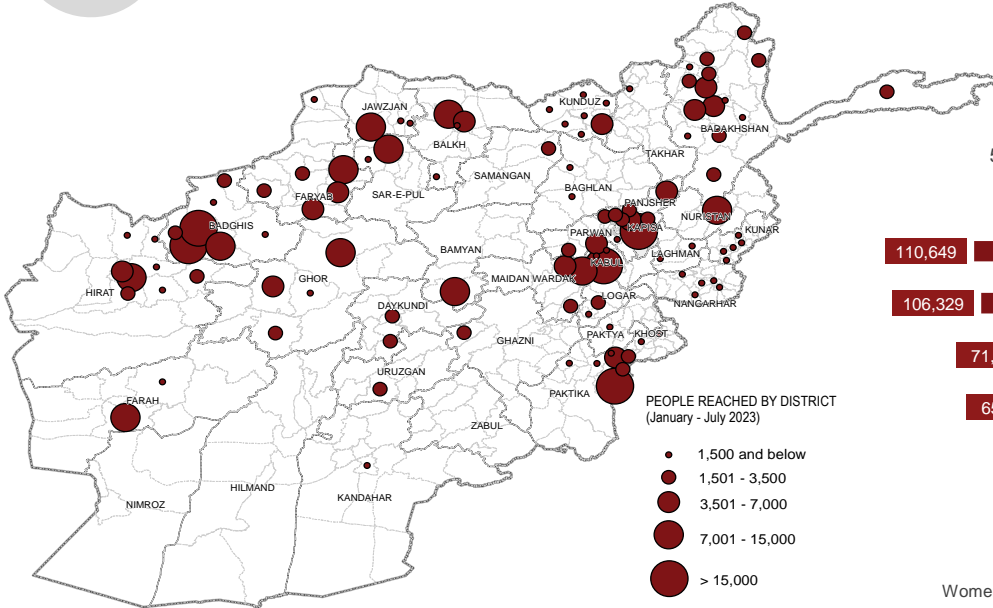 JAWZJAN
KUNDUZ
BALKH
BADAKHSHAN
TAKHAR
SAMANGAN
BAGHLAN
FARYAB
SAR-E-PUL
PANJSHER
NURISTAN
BADGHIS
KAPISA
KUNAR
PARWAN
BAMYAN
LAGHMAN
KABUL
MAIDAN WARDAK
GHOR
HIRAT
NANGARHAR
LOGAR
DAYKUNDI
PAKTYA
KHOST
GHAZNI
URUZGAN
PAKTIKA
FARAH
ZABUL
HILMAND
KANDAHAR
NIMROZ
110,649
106,329
71,
PEOPLE REACHED BY DISTRICT
(January - July 2023)
1,500 and below
1,501 - 3,500
3,501 - 7,000
7,001 - 15,000
> 15,000